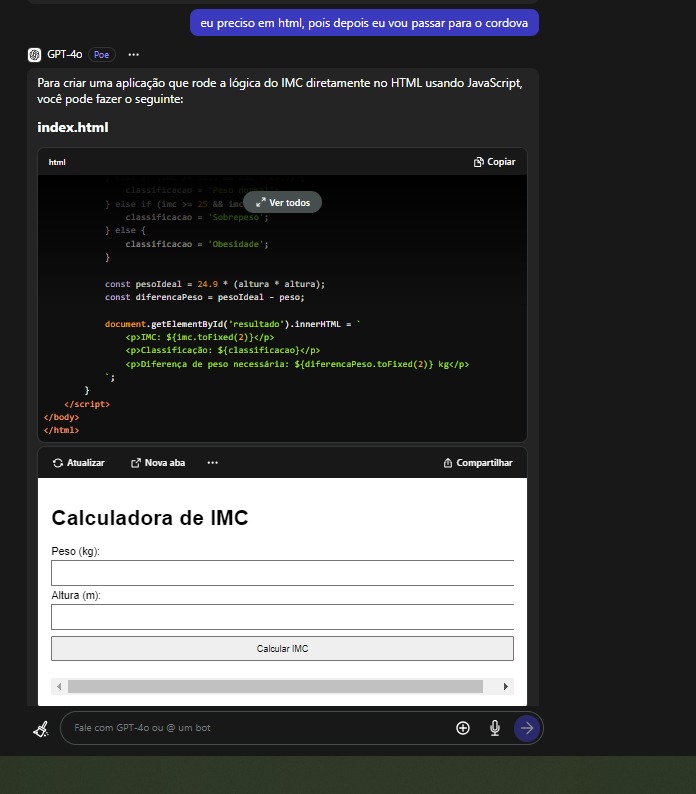 eu preciso em html, pois depois eu vou passar para o cordova
GPT-4o Poe
Para criar uma aplicação que rode a lógica do IMC diretamente no HTML usando JavaScript,
você pode fazer o seguinte:
index.html
html Copiar
classificacao = 'Peso normal';
} else if (imc >= 25 && imc
Ver todos
classificacao = 'Sobrepeso';
} else {
classificacao = 'Obesidade';
}
const pesoIdeal = 24.9 * (altura * altura);
const diferencaPeso = pesoIdeal - peso;
document.getElementById('resultado').innerHTML = `
<p>IMC: ${imc.toFixed(2)}</p>
<p>Classificação: ${classificacao}</p>
<p>Diferença de peso necessária: ${diferencaPeso.toFixed(2)} kg</p>
`;
}
</script>
</body>
</html>
Atualizar Nova aba Compartilhar
Calculadora de IMC
Peso (kg):
Altura (m):
Calcular IMC
Fale com GPT-4o ou @ um bot